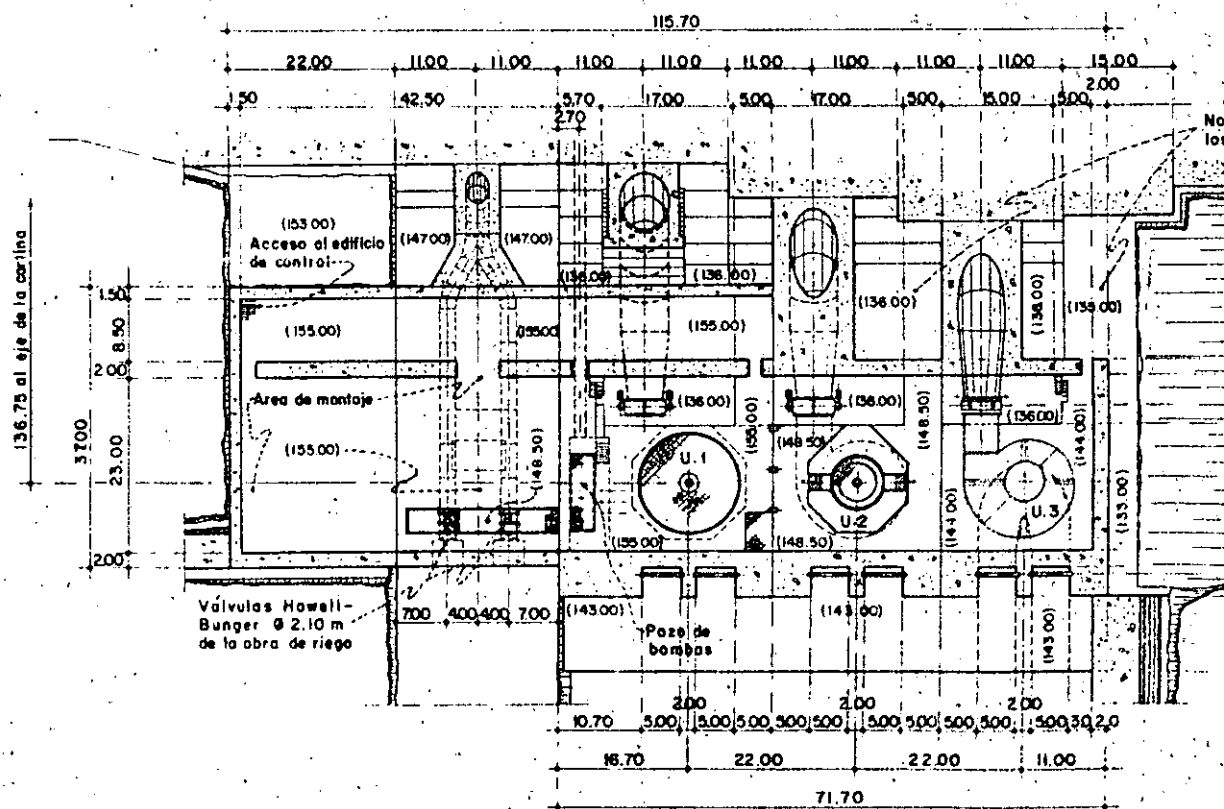 115.70
22.00 11.00 11.00 11.00 11.00 11.00 11.00 11.00 11.00 15.00
1.50 42.50 5.70 17.00 5.00 17.00 5.00 15.00 5.00 2.00
2.70
No
los
(153.00)
Acceso al edificio
de control
(147.00) (147.00)
(136.00) (136.00) (136.00) (136.00) (135.00)
136.75 al eje de la cortina
1.50
8.50
2.00
37.00
23.00
2.00
(155.00) (155.00) (155.00)
Area de montaje
(136.00) (136.00) (136.00)
(155.00) (148.50) (155.00) (148.50) (148.50) (144.00)
U.1 U.2 U.3
(155.00) (148.50) (144.00) (133.00)
Válvulas Howell-
Bunger Ø 2.10 m
de la obra de riego
7.00 4.00 4.00 7.00
(143.00) (143.00) (143.00)
Pozo de
bombas
2.00 2.00 2.00
10.70 5.00 5.00 5.00 5.00 5.00 5.00 5.00 5.00 5.00 5.00 3.0 2.0
16.70 22.00 22.00 11.00
71.70